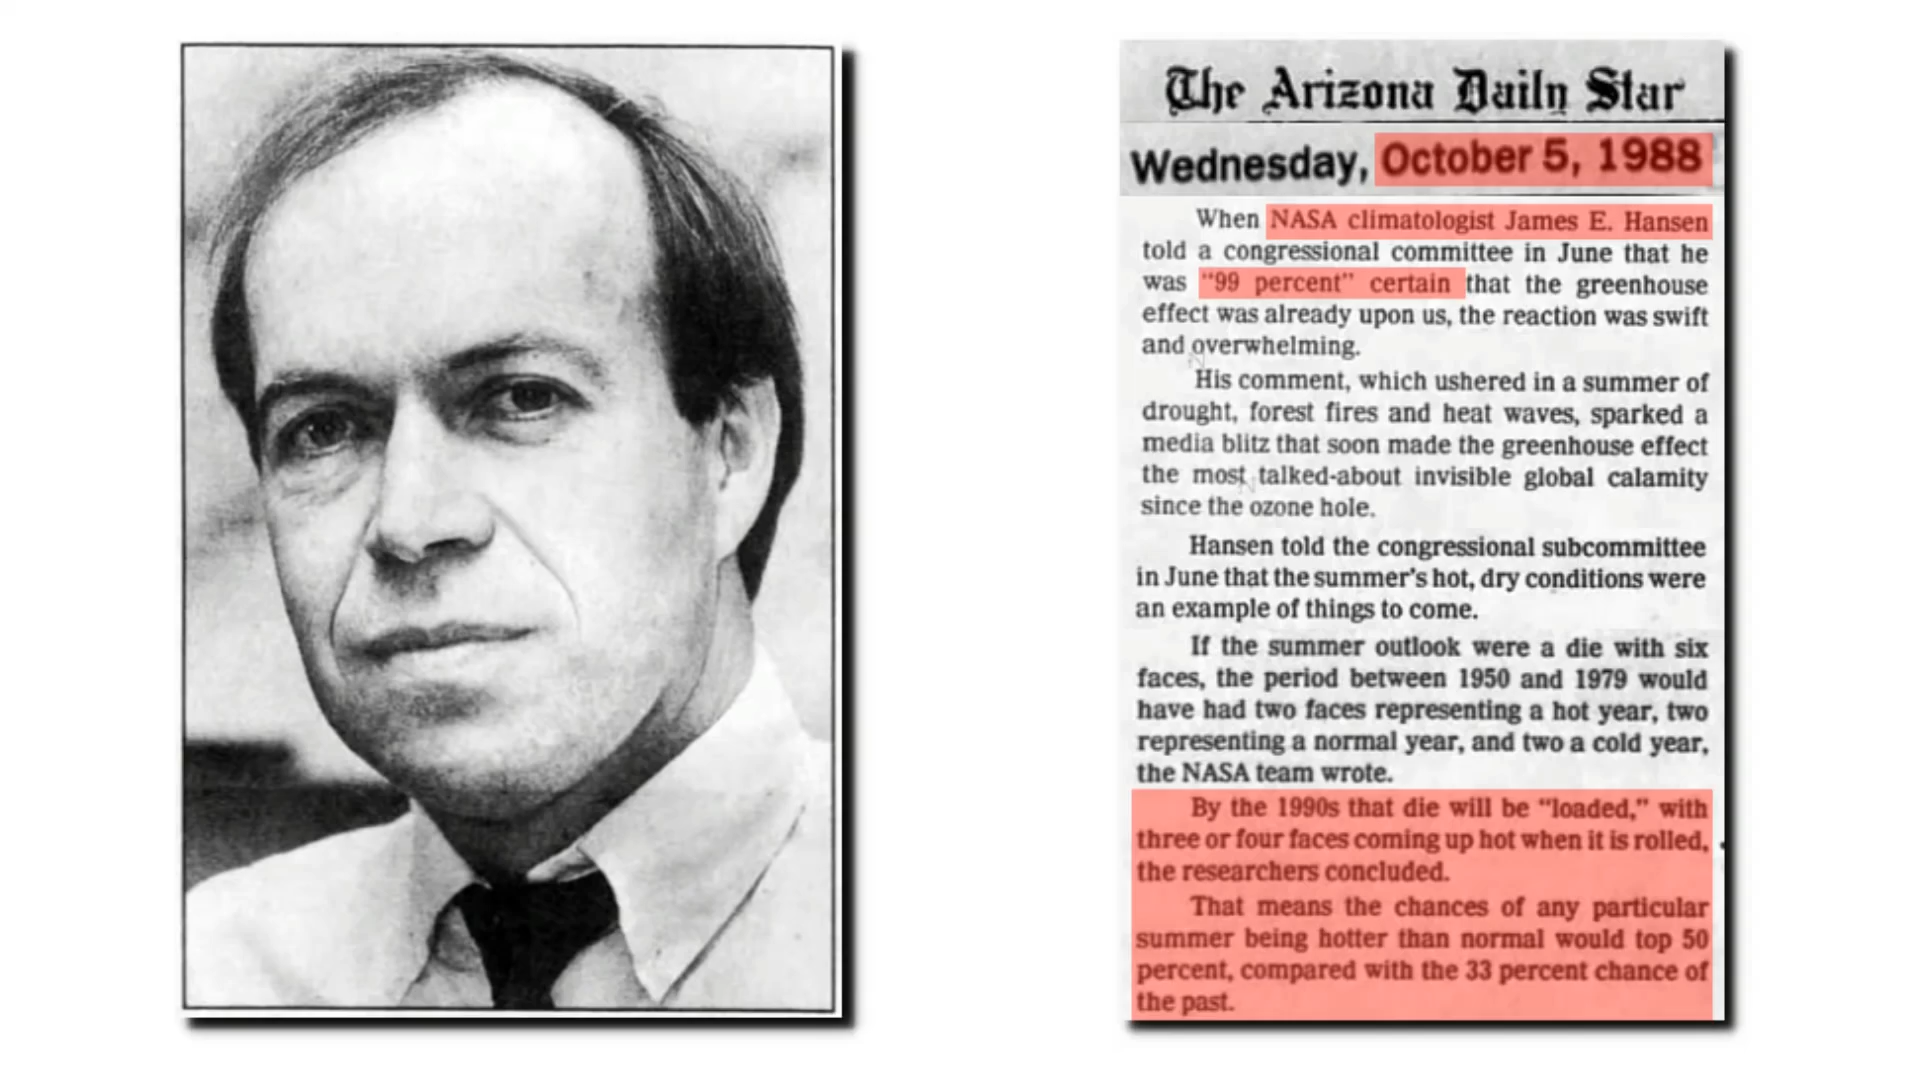 The Arizona Daily Star
Wednesday, October 5, 1988
When NASA climatologist James E. Hansen
told a congressional committee in June that he
was "99 percent" certain that the greenhouse
effect was already upon us, the reaction was swift
and overwhelming.
His comment, which ushered in a summer of
drought, forest fires and heat waves, sparked a
media blitz that soon made the greenhouse effect
the most talked-about invisible global calamity
since the ozone hole.
Hansen told the congressional subcommittee
in June that the summer's hot, dry conditions were
an example of things to come.
If the summer outlook were a die with six
faces, the period between 1950 and 1979 would
have had two faces representing a hot year, two
representing a normal year, and two a cold year,
the NASA team wrote.
By the 1990s that die will be "loaded," with
three or four faces coming up hot when it is rolled,
the researchers concluded.
That means the chances of any particular
summer being hotter than normal would top 50
percent, compared with the 33 percent chance of
the past.